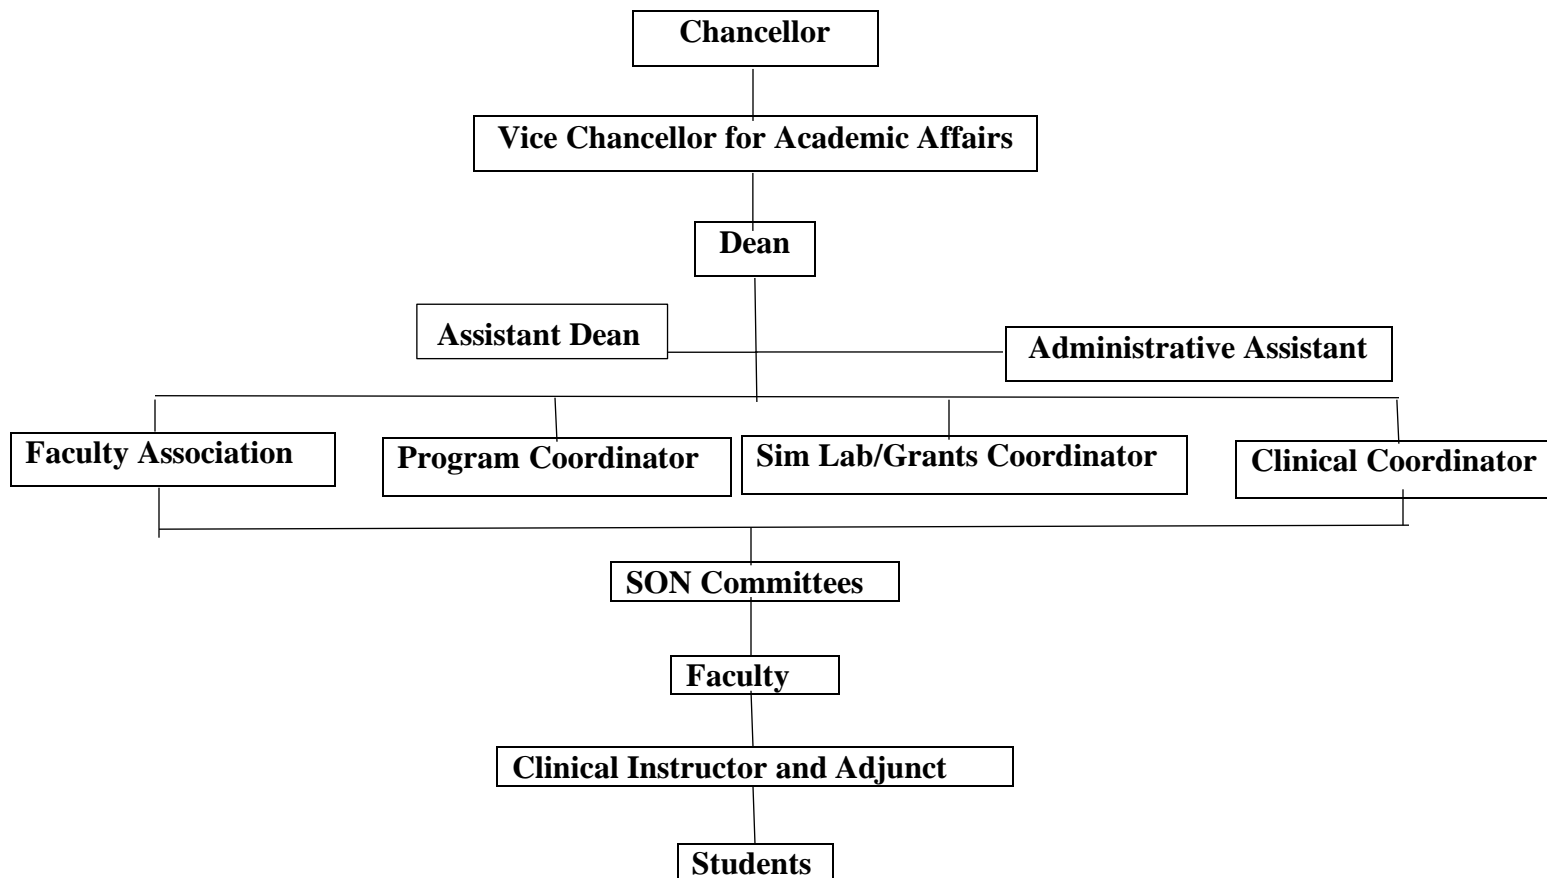 Chancellor
Vice Chancellor for Academic Affairs
Dean
Assistant Dean
Administrative Assistant
Faculty Association
Program Coordinator
Sim Lab/Grants Coordinator
Clinical Coordinator
SON Committees
Faculty
Clinical Instructor and Adjunct
Students